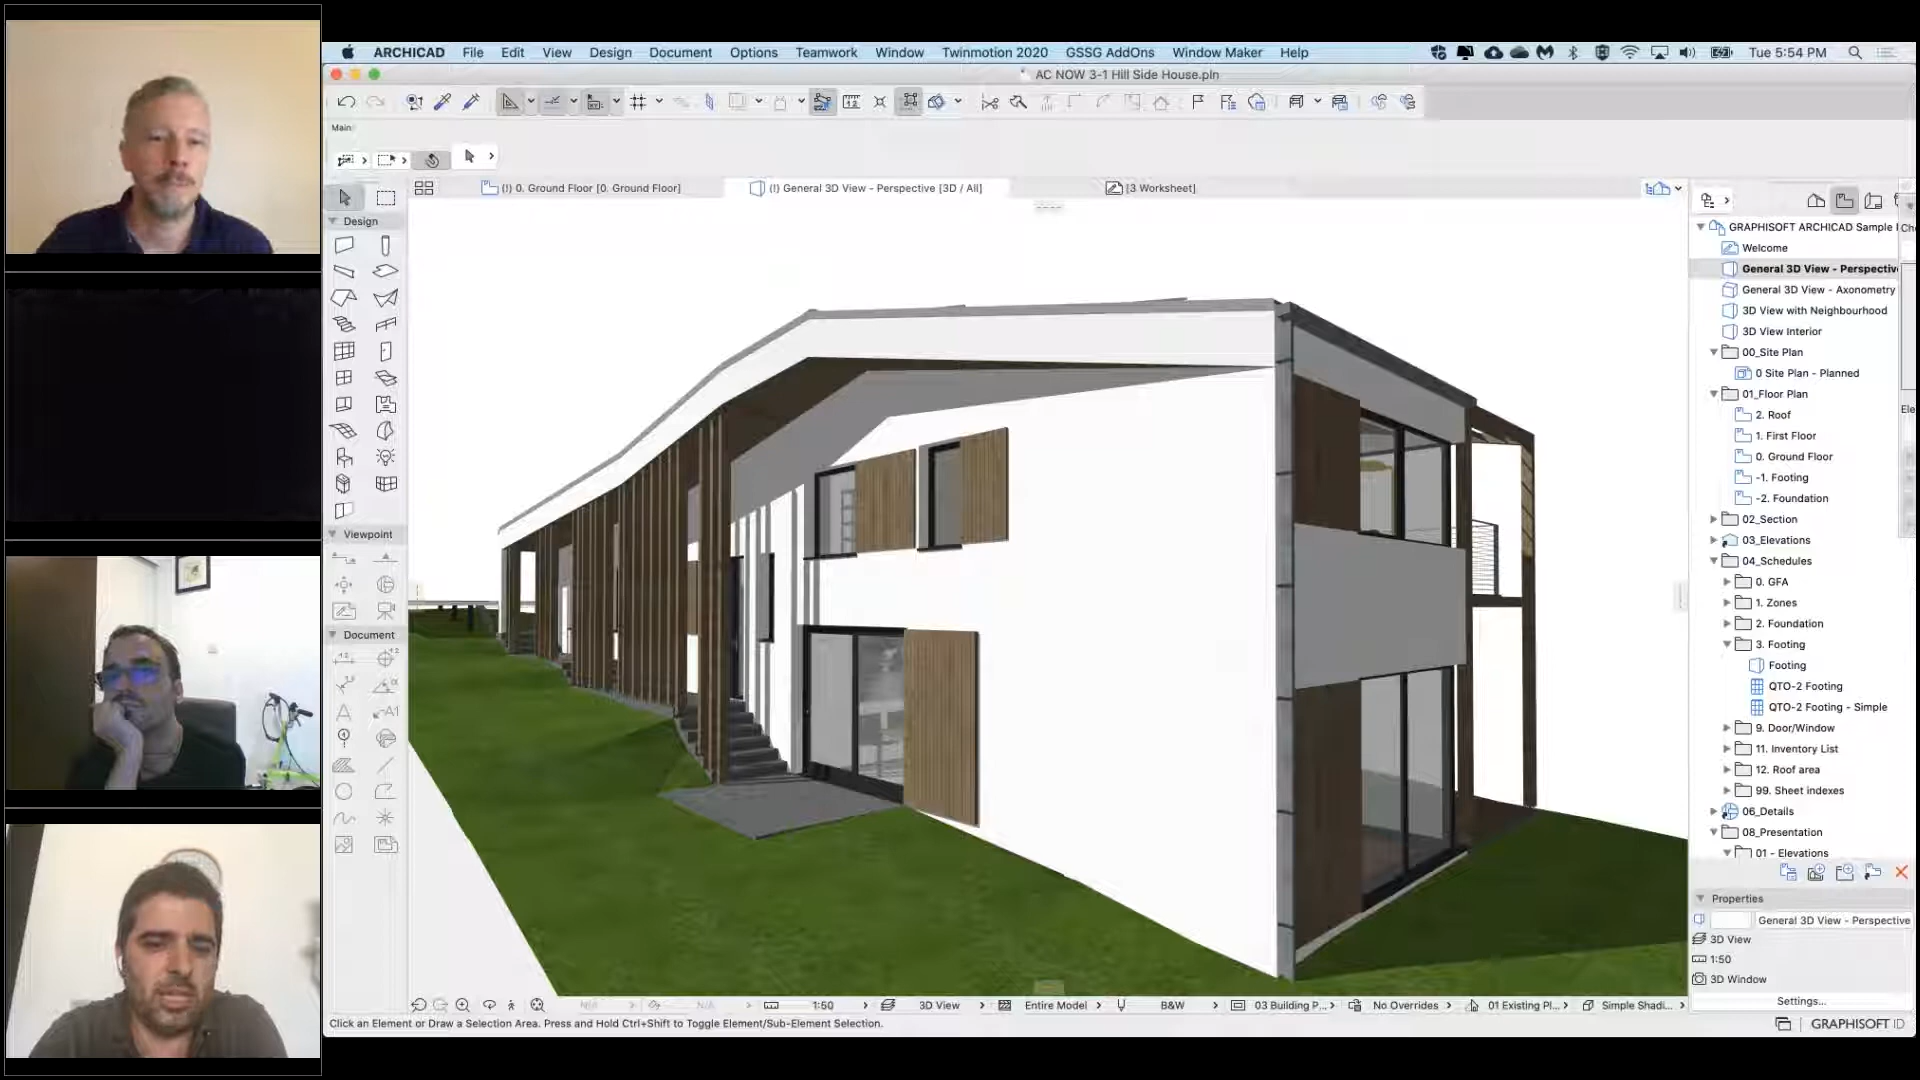 ARCHICAD File Edit View Design Document Options Teamwork Window Twinmotion 2020 GSSG AddOns Window Maker Help Tue 5:54 PM
AC NOW 3-1 Hill Side House.pln
Main:
(!) 0. Ground Floor [0. Ground Floor]
(!) General 3D View - Perspective [3D / All]
[3 Worksheet]
Design
Viewpoint
Document
GRAPHISOFT ARCHICAD Sample
Welcome
General 3D View - Perspective
General 3D View - Axonometry
3D View with Neighbourhood
3D View Interior
00_Site Plan
0 Site Plan - Planned
01_Floor Plan
2. Roof
1. First Floor
0. Ground Floor
-1. Footing
-2. Foundation
02_Section
03_Elevations
04_Schedules
0. GFA
1. Zones
2. Foundation
3. Footing
Footing
QTO-2 Footing
QTO-2 Footing - Simple
9. Door/Window
11. Inventory List
12. Roof area
99. Sheet indexes
06_Details
08_Presentation
01 - Elevations
Properties
General 3D View - Perspective
3D View
1:50
3D Window
Settings...
N/A N/A 1:50 3D View Entire Model B&W 03 Building P... No Overrides 01 Existing Pl... Simple Shadi...
Click an Element or Draw a Selection Area. Press and Hold Ctrl+Shift to Toggle Element/Sub-Element Selection.
GRAPHISOFT ID